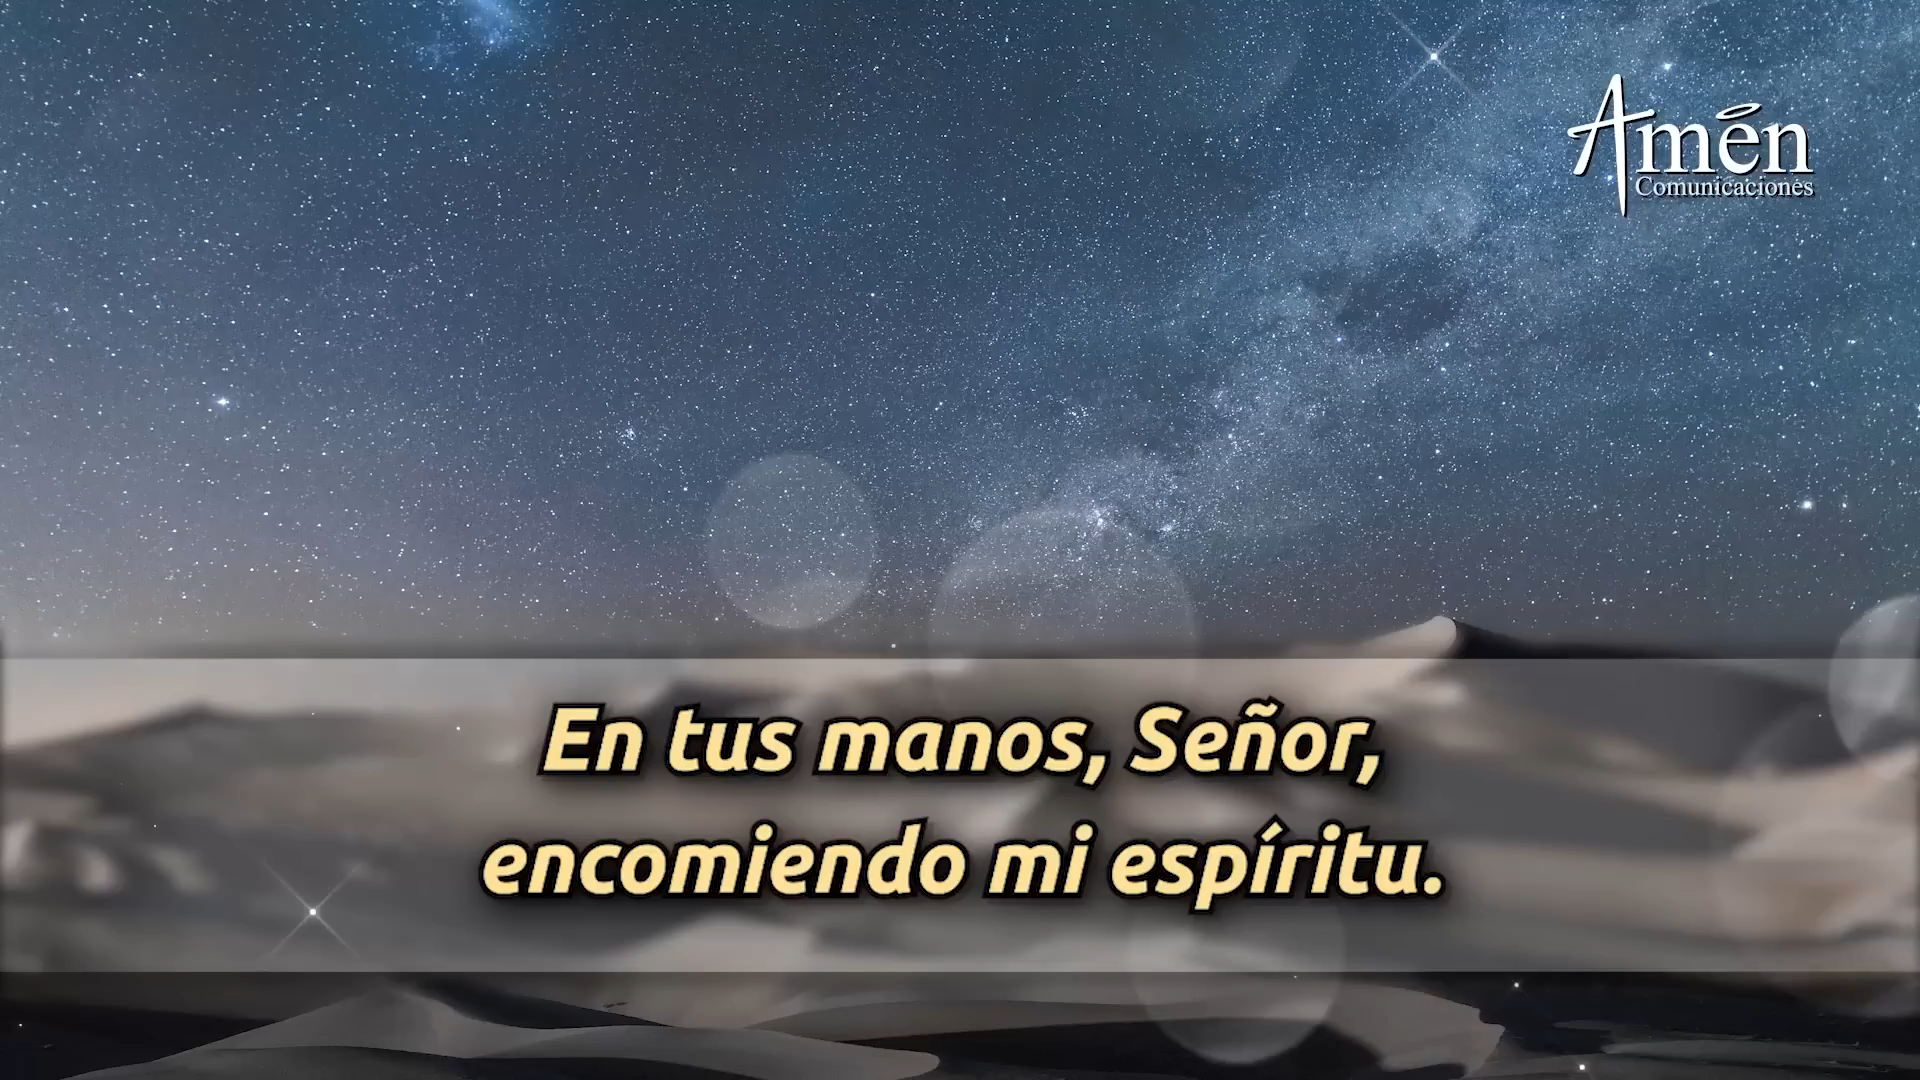 Amén
Comunicaciones
En tus manos, Señor,
encomiendo mi espíritu.